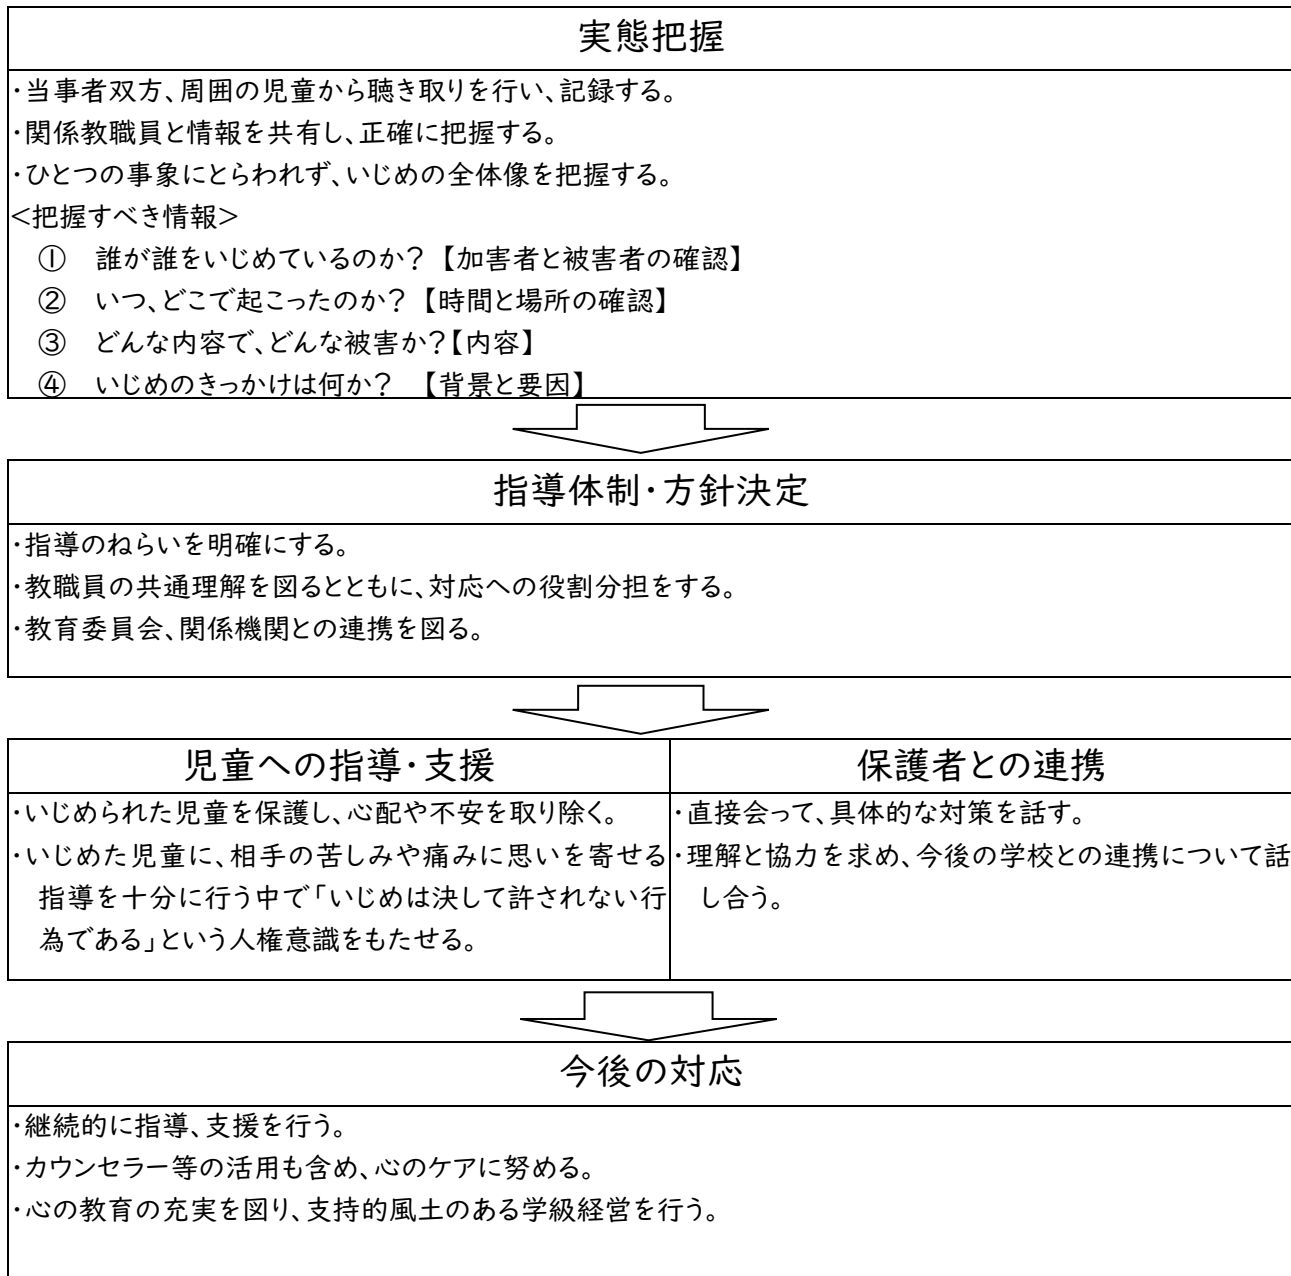 実態把握
・当事者双方、周囲の児童から聴き取りを行い、記録する。
・関係教職員と情報を共有し、正確に把握する。
・ひとつの事象にとらわれず、いじめの全体像を把握する。
<把握すべき情報>
① 誰が誰をいじめているのか?【加害者と被害者の確認】
② いつ、どこで起こったのか?【時間と場所の確認】
③ どんな内容で、どんな被害か?【内容】
④ いじめのきっかけは何か? 【背景と要因】
指導体制・方針決定
・指導のねらいを明確にする。
・教職員の共通理解を図るとともに、対応への役割分担をする。
・教育委員会、関係機関との連携を図る。
児童への指導・支援
・いじめられた児童を保護し、心配や不安を取り除く。
・いじめた児童に、相手の苦しみや痛みに思いを寄せる
指導を十分に行う中で「いじめは決して許されない行
為である」という人権意識をもたせる。
保護者との連携
・直接会って、具体的な対策を話す。
・理解と協力を求め、今後の学校との連携について話
し合う。
今後の対応
・継続的に指導、支援を行う。
・カウンセラー等の活用も含め、心のケアに努める。
・心の教育の充実を図り、支持的風土のある学級経営を行う。